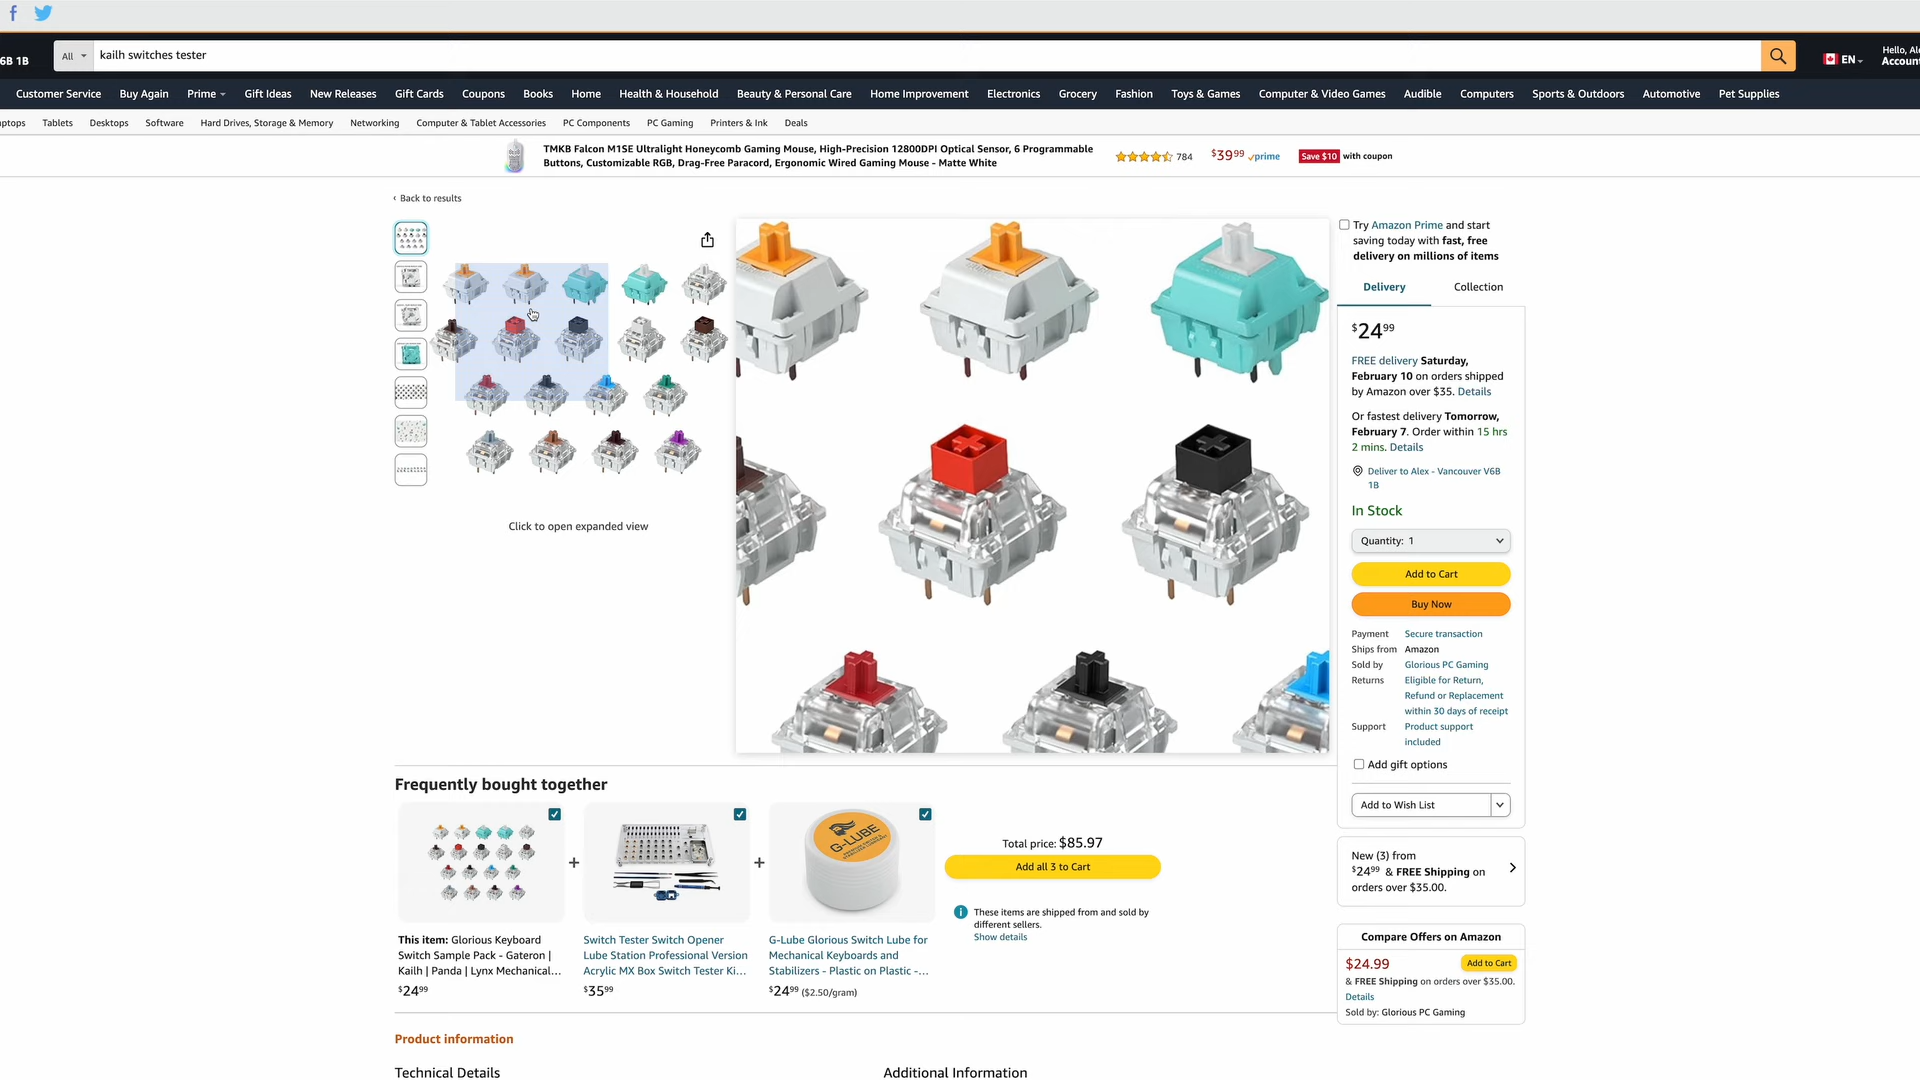 6B 1B
All
kailh switches tester
EN
Hello, Al
Account
Customer Service
Buy Again
Prime
Gift Ideas
New Releases
Gift Cards
Coupons
Books
Home
Health & Household
Beauty & Personal Care
Home Improvement
Electronics
Grocery
Fashion
Toys & Games
Computer & Video Games
Audible
Computers
Sports & Outdoors
Automotive
Pet Supplies
ptops
Tablets
Desktops
Software
Hard Drives, Storage & Memory
Networking
Computer & Tablet Accessories
PC Components
PC Gaming
Printers & Ink
Deals
TMKB Falcon M1SE Ultralight Honeycomb Gaming Mouse, High-Precision 12800DPI Optical Sensor, 6 Programmable
Buttons, Customizable RGB, Drag-Free Paracord, Ergonomic Wired Gaming Mouse - Matte White
784
$3999 prime
Save $10 with coupon
‹ Back to results
Click to open expanded view
Try Amazon Prime and start
saving today with fast, free
delivery on millions of items
Delivery
Collection
$2499
FREE delivery Saturday,
February 10 on orders shipped
by Amazon over $35. Details
Or fastest delivery Tomorrow,
February 7. Order within 15 hrs
2 mins. Details
Deliver to Alex - Vancouver V6B
1B
In Stock
Quantity: 1
Add to Cart
Buy Now
Payment Secure transaction
Ships from Amazon
Sold by Glorious PC Gaming
Returns Eligible for Return,
Refund or Replacement
within 30 days of receipt
Support Product support
included
Add gift options
Add to Wish List
New (3) from
$2499 & FREE Shipping on
orders over $35.00.
Compare Offers on Amazon
$24.99
Add to Cart
& FREE Shipping on orders over $35.00.
Details
Sold by: Glorious PC Gaming
Frequently bought together
G-LUBE
Total price: $85.97
Add all 3 to Cart
These items are shipped from and sold by
different sellers.
Show details
This item: Glorious Keyboard
Switch Sample Pack - Gateron |
Kailh | Panda | Lynx Mechanical...
$2499
Switch Tester Switch Opener
Lube Station Professional Version
Acrylic MX Box Switch Tester Ki...
$3599
G-Lube Glorious Switch Lube for
Mechanical Keyboards and
Stabilizers - Plastic on Plastic -...
$2499 ($2.50/gram)
Product information
Technical Details
Additional Information